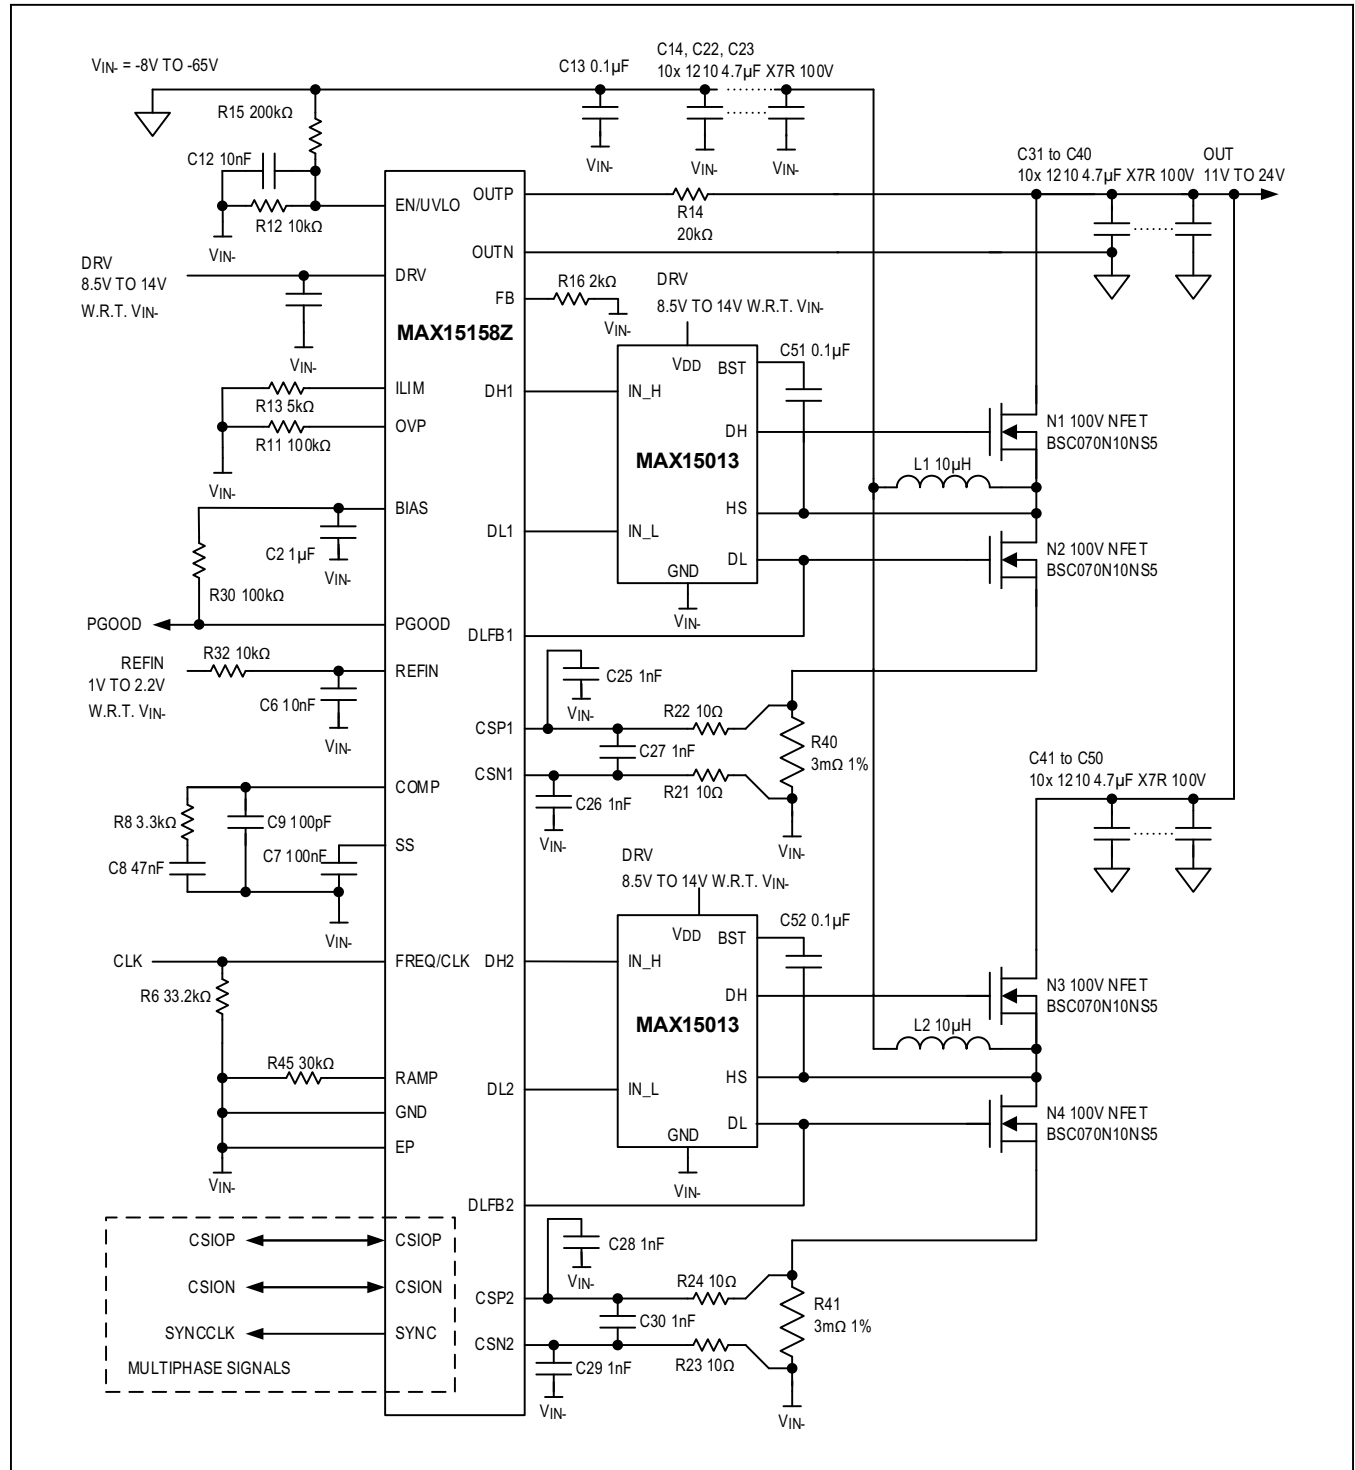 VIN- = -8V TO -65V
C13 0.1µF
C14, C22, C23
10x 1210 4.7µF X7R 100V
R15 200kΩ
C12 10nF
VIN-
VIN-
VIN-
C31 to C40
10x 1210 4.7µF X7R 100V
OUT
11V TO 24V
R12 10kΩ
VIN-
EN/UVLO
OUTP
R14
20kΩ
OUTN
DRV
8.5V TO 14V
W.R.T. VIN-
DRV
VIN-
FB
R16 2kΩ
VIN-
MAX15158Z
DRV
8.5V TO 14V W.R.T. VIN-
VDD
BST
C51 0.1µF
ILIM
R13 5kΩ
OVP
R11 100kΩ
VIN-
DH1
IN_H
DH
MAX15013
N1 100V NFET
BSC070N10NS5
L1 10µH
BIAS
C2 1µF
VIN-
R30 100kΩ
DL1
IN_L
HS
DL
GND
VIN-
N2 100V NFET
BSC070N10NS5
PGOOD
PGOOD
DLFB1
REFIN
1V TO 2.2V
W.R.T. VIN-
R32 10kΩ
REFIN
C6 10nF
VIN-
C25 1nF
VIN-
CSP1
R22 10Ω
C27 1nF
CSN1
R21 10Ω
C26 1nF
VIN-
R40
3mΩ 1%
VIN-
C41 to C50
10x 1210 4.7µF X7R 100V
COMP
R8 3.3kΩ
C9 100pF
C8 47nF
C7 100nF
SS
VIN-
DRV
8.5V TO 14V W.R.T. VIN-
VDD
BST
C52 0.1µF
CLK
FREQ/CLK
R6 33.2kΩ
DH2
IN_H
DH
MAX15013
N3 100V NFET
BSC070N10NS5
L2 10µH
R45 30kΩ
RAMP
GND
EP
VIN-
DL2
IN_L
HS
DL
GND
VIN-
N4 100V NFET
BSC070N10NS5
DLFB2
CSIOP
CSIOP
CSION
CSION
SYNCCLK
SYNC
MULTIPHASE SIGNALS
C28 1nF
VIN-
CSP2
R24 10Ω
C30 1nF
CSN2
R23 10Ω
C29 1nF
VIN-
R41
3mΩ 1%
VIN-